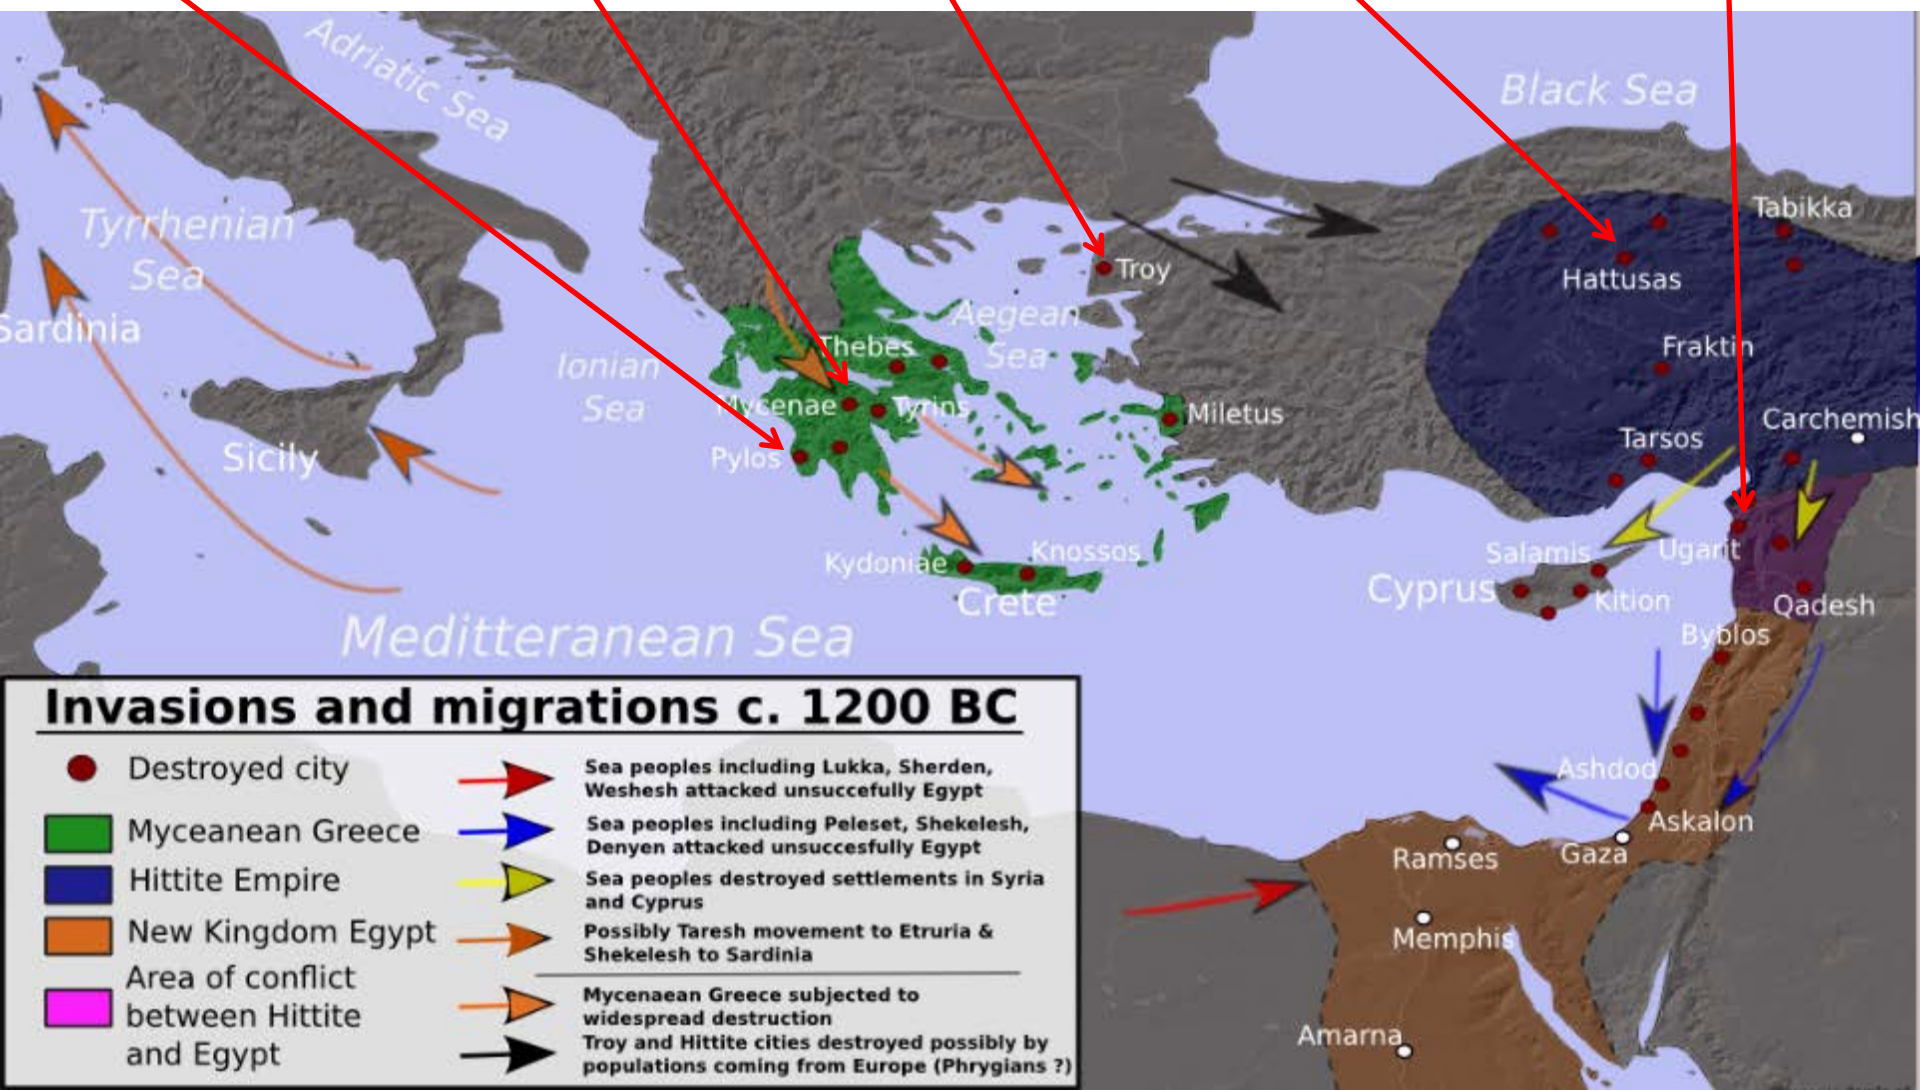 Adriatic Sea
Black Sea
Tyrrhenian
Sea
Tabikka
Troy
Hattusas
Sardinia
Aegean
Sea
Thebes
Fraktin
Ionian
Sea
Mycenae
Tyrins
Miletus
Carchemish
Tarsos
Sicily
Pylos
Kydoniae
Knossos
Salamis
Ugarit
Crete
Cyprus
Kition
Qadesh
Byblos
Meditteranean Sea
Ashdod
Askalon
Ramses
Gaza
Memphis
Amarna
Invasions and migrations c. 1200 BC
Destroyed city
Myceanean Greece
Hittite Empire
New Kingdom Egypt
Area of conflict
between Hittite
and Egypt
Sea peoples including Lukka, Sherden,
Weshesh attacked unsuccefully Egypt
Sea peoples including Peleset, Shekelesh,
Denyen attacked unsuccesfully Egypt
Sea peoples destroyed settlements in Syria
and Cyprus
Possibly Taresh movement to Etruria &
Shekelesh to Sardinia
Mycenaean Greece subjected to
widespread destruction
Troy and Hittite cities destroyed possibly by
populations coming from Europe (Phrygians ?)